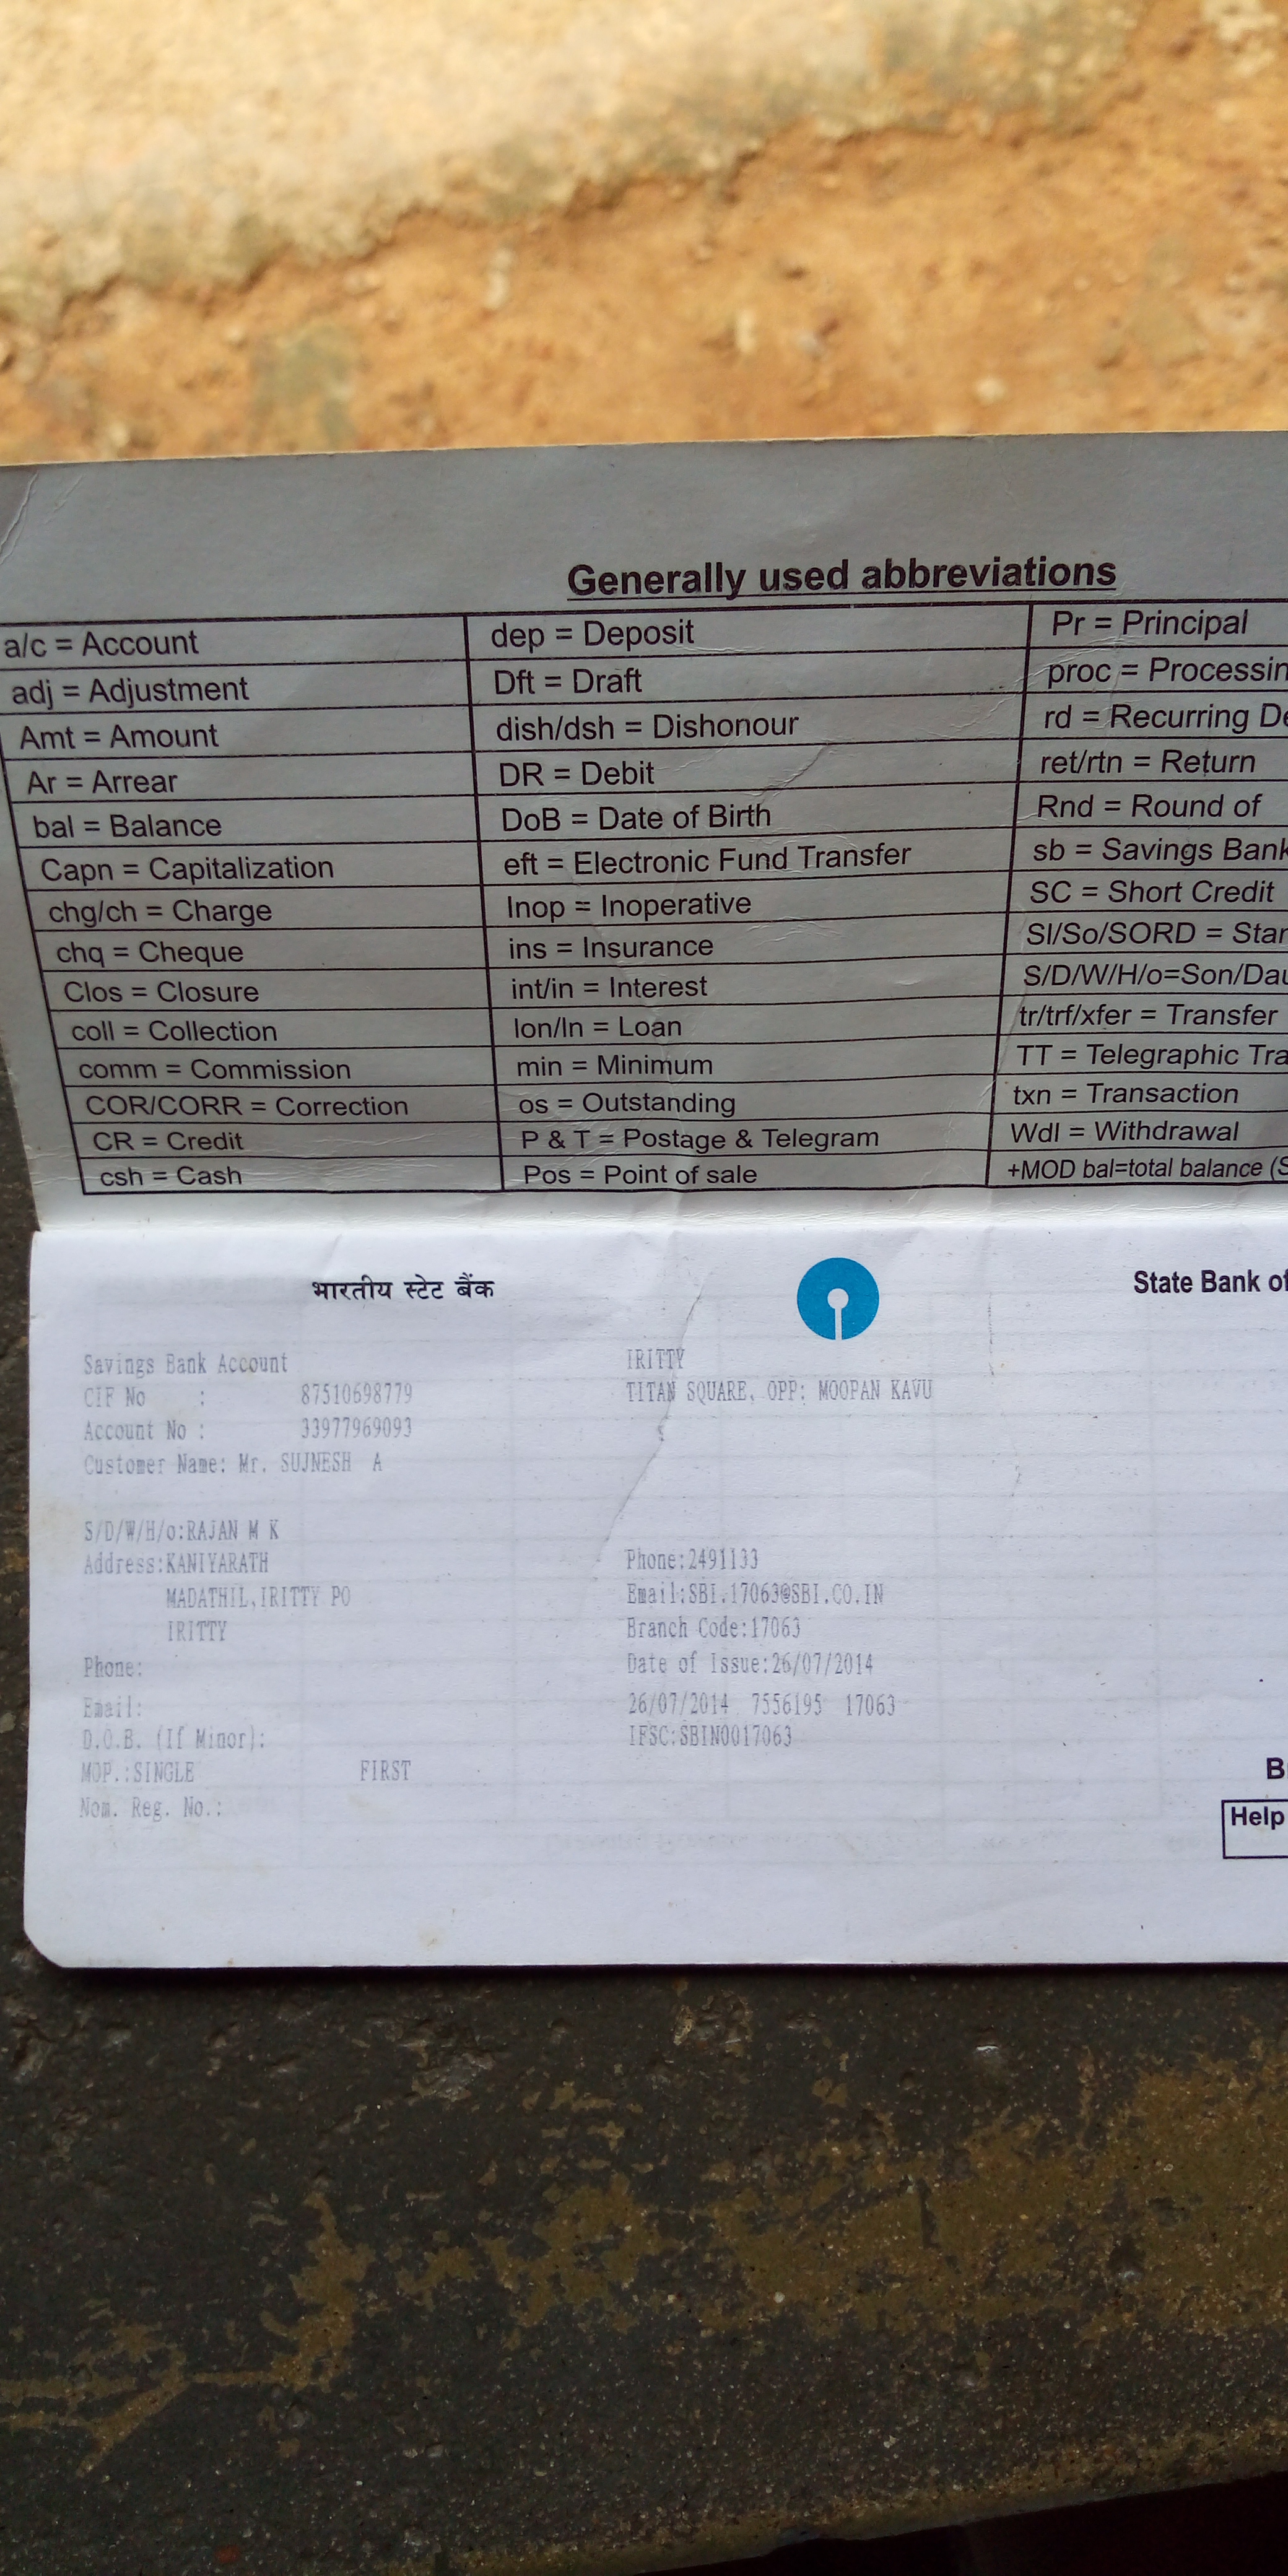 Generally used abbreviations
a/c = Account dep = Deposit Pr = Principal
adj = Adjustment Dft = Draft proc =
Amt = Amount dish/dsh = Dishonour rd = Recurring
Ar = Arrear DR = Debit ret/rtn = Return
bal = Balance DoB = Date of Birth Rnd = Round of
Capn = Capitalization eft = Electronic Fund Transfer sb = Savings Bank
chg/ch = Charge Inop = Inoperative SC = Short Credit
chq = Cheque ins = Insurance SI/So/SORD =
Clos = Closure int/in = Interest S/D/W/H/o=Son/
coll = Collection lon/ln = Loan tr/trf/xfer = Transfer
comm = Commission min = Minimum TT = Telegraphic
COR/CORR = Correction os = Outstanding txn = Transaction
CR = Credit P & T = Postage & Telegram Wdl = Withdrawal
csh = Cash Pos = Point of sale +MOD bal=total balance
भारतीय स्टेट बैंक State Bank of
Savings Bank Account IRITTY
CIF No : 87510698779 TITAN SQUARE, OPP: MOOPAN KAVU
Account No : 33977969093
Customer Name: Mr. SUJNESH A
S/D/W/H/o:RAJAN M K
Address:KANIYARATH Phone:2491133
MADATHIL,IRITTY PO Email:SBI.17063@SBI.CO.IN
IRITTY Branch Code:17063
Phone: Date of Issue:26/07/2014
Email: 26/07/2014 7556195 17063
D.O.B. (If Minor): IFSC:SBIN0017063
MOP.:SINGLE FIRST
Nom. Reg. No.: Help